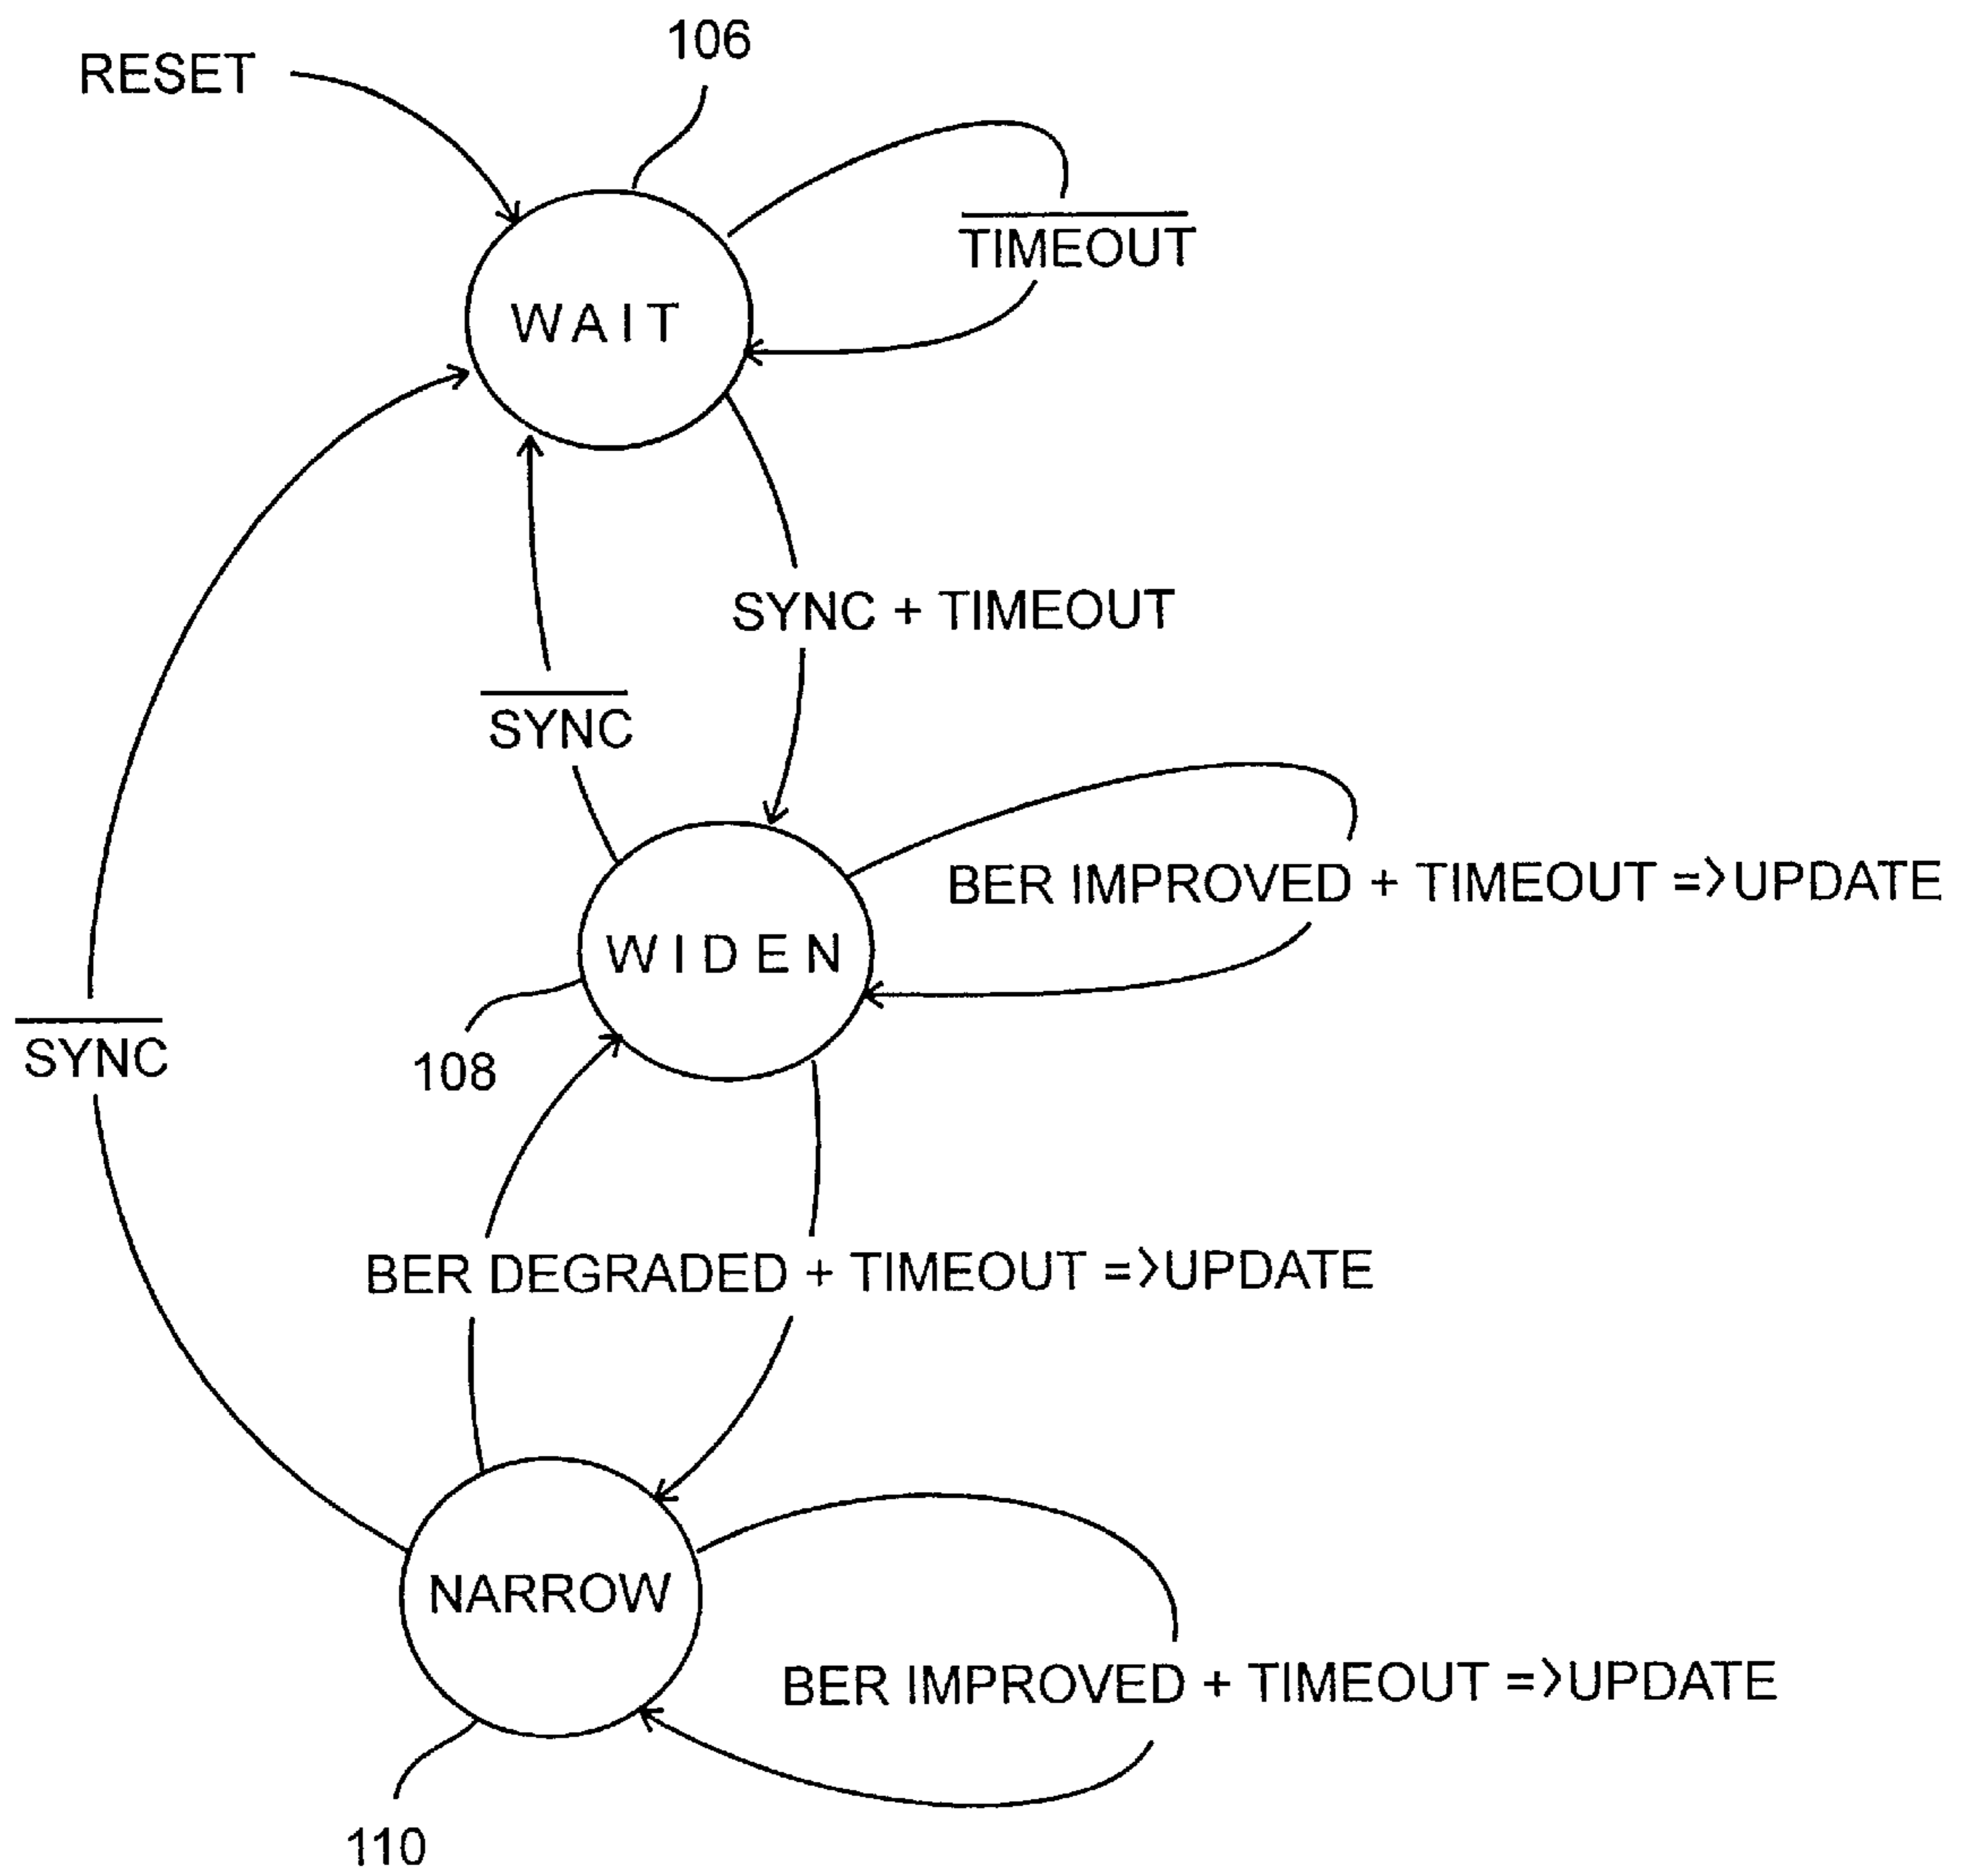 106
RESET
TIMEOUT
WAIT
SYNC + TIMEOUT
SYNC
BER IMPROVED + TIMEOUT =>UPDATE
WIDEN
SYNC
108
BER DEGRADED + TIMEOUT =>UPDATE
NARROW
BER IMPROVED + TIMEOUT =>UPDATE
110